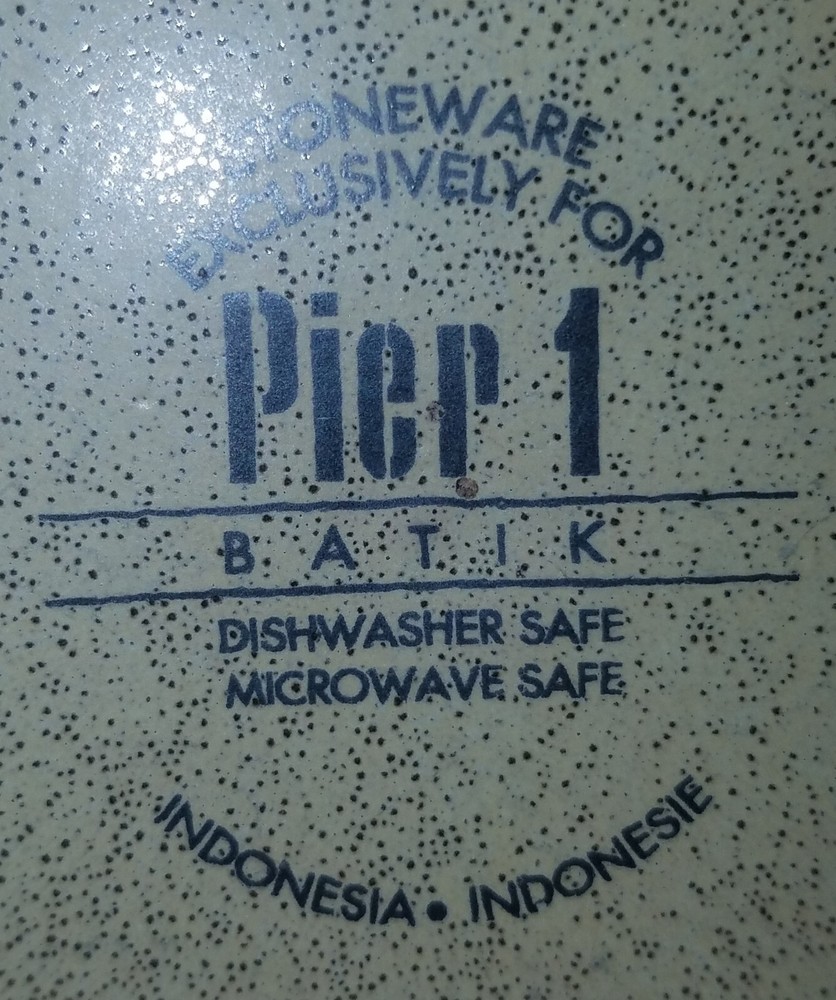 STONEWARE
EXCLUSIVELY FOR
Pier 1
BATIK
DISHWASHER SAFE
MICROWAVE SAFE
INDONESIA • INDONESIE